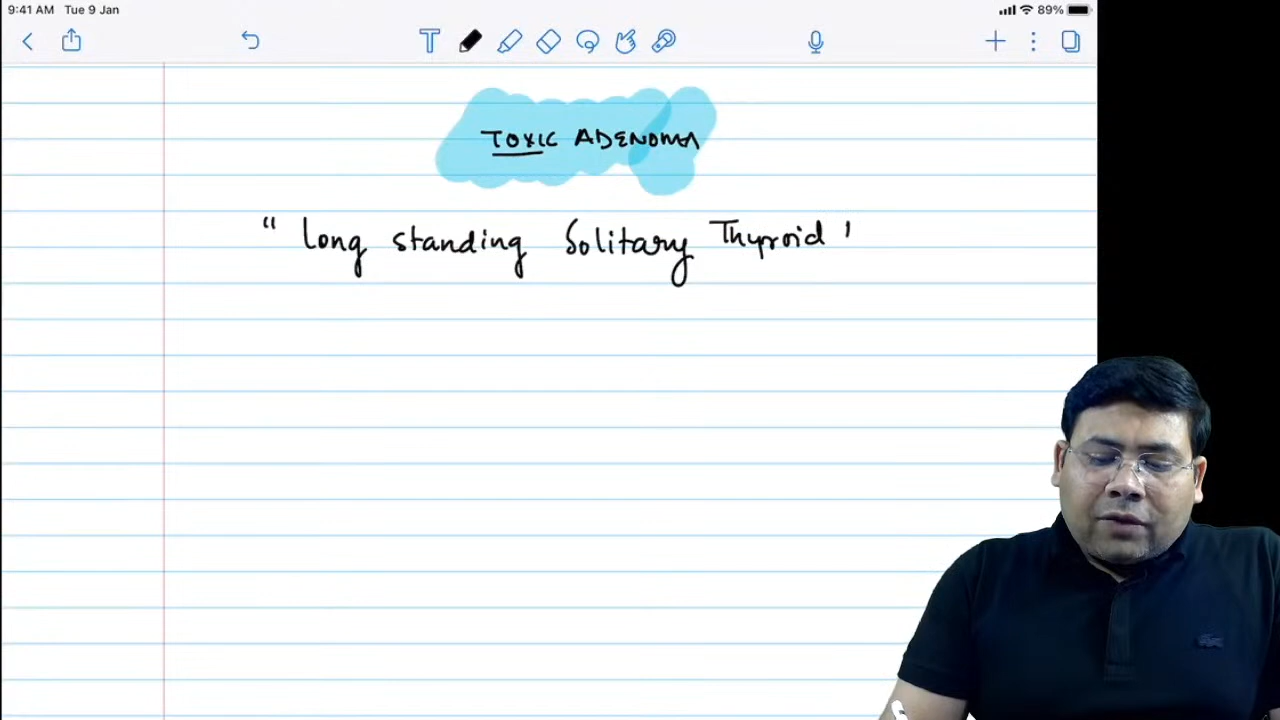 9:41 AM Tue 9 Jan 89%
TOXIC ADENOMA
" Long standing Solitary Thyroid '